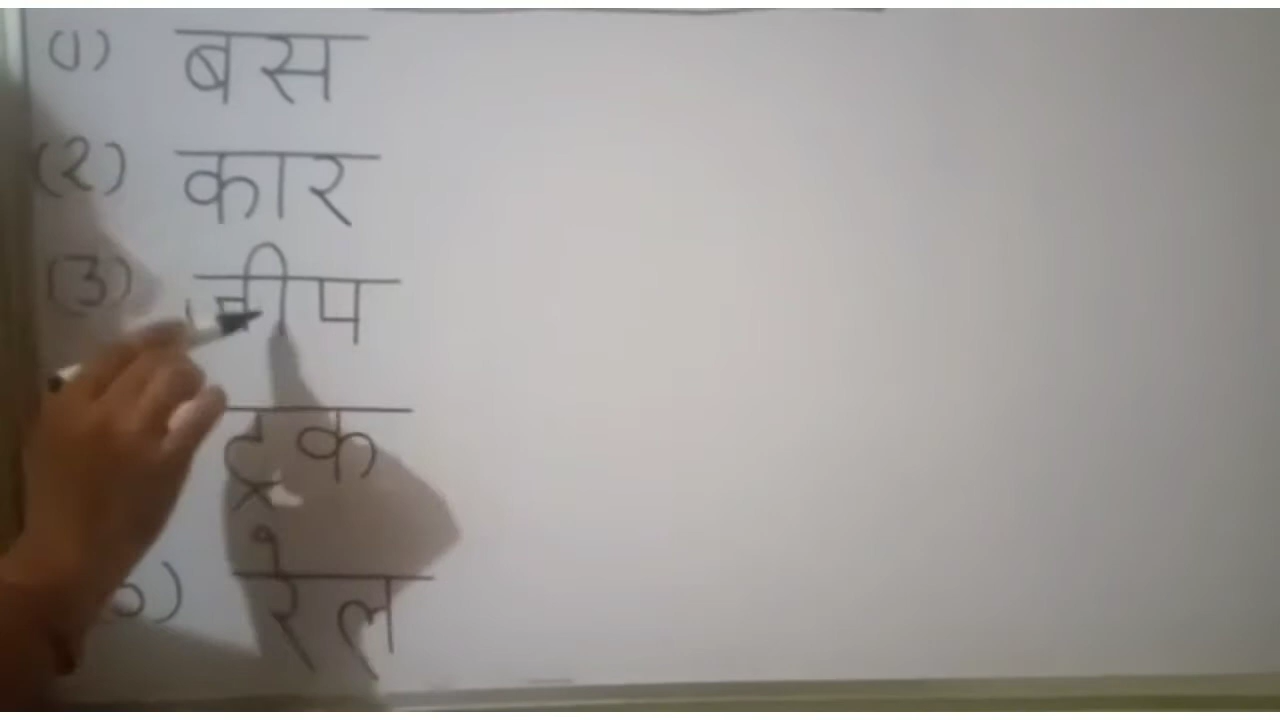 (1) बस
(2) कार
(3) जीप
ट्रक
रेल